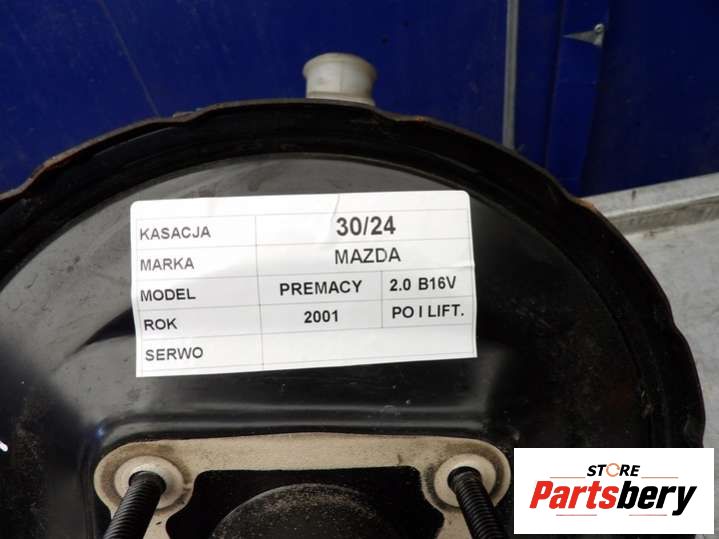 KASACJA 30/24
MARKA MAZDA
MODEL PREMACY 2.0 B16V
ROK 2001 PO I LIFT.
SERWO
STORE
Partsbery